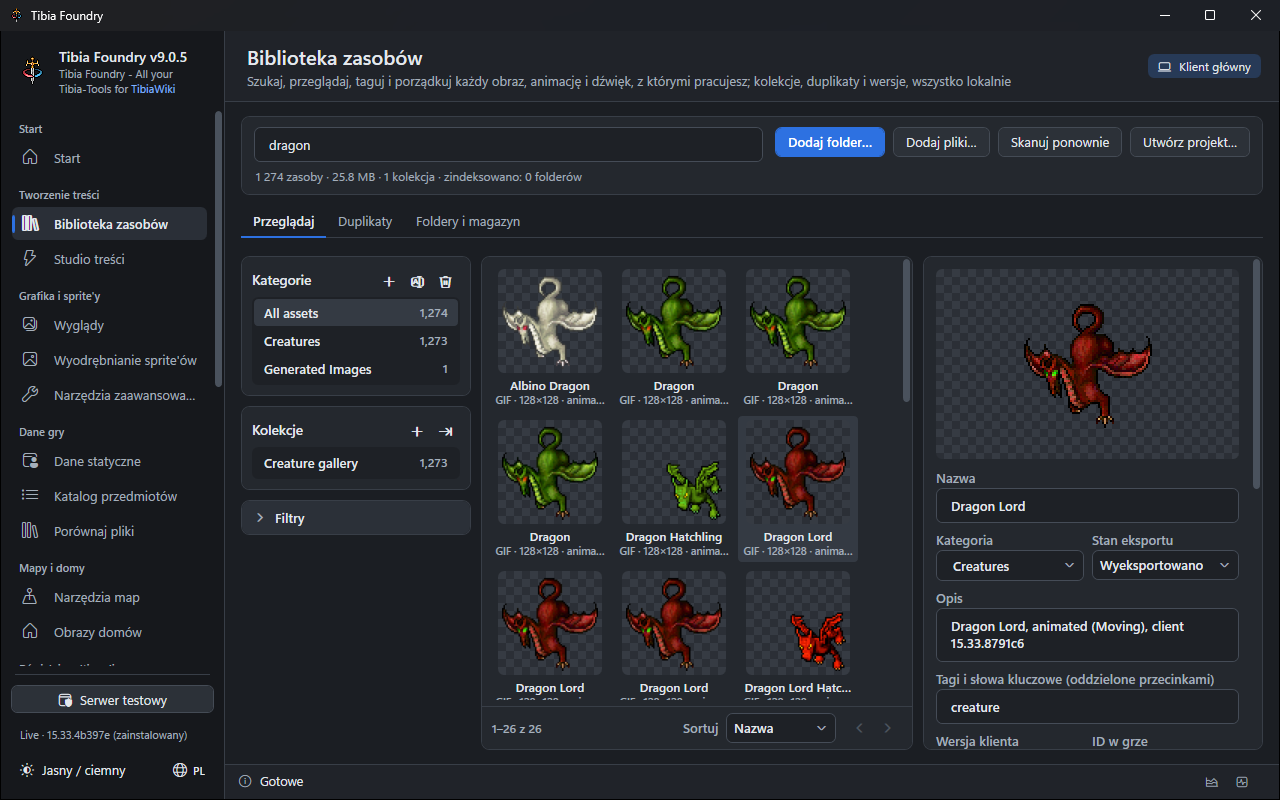 Tibia Foundry
Tibia Foundry v9.0.5
Tibia Foundry - All your
Tibia-Tools for TibiaWiki
Start
Start
Tworzenie treści
Biblioteka zasobów
Studio treści
Grafika i sprite'y
Wyglądy
Wyodrębnianie sprite'ów
Narzędzia zaawansowa...
Dane gry
Dane statyczne
Katalog przedmiotów
Porównaj pliki
Mapy i domy
Narzędzia map
Obrazy domów
Serwer testowy
Live · 15.33.4b397e (zainstalowany)
Jasny / ciemny
PL
Biblioteka zasobów
Szukaj, przeglądaj, taguj i porządkuj każdy obraz, animację i dźwięk, z którymi pracujesz; kolekcje, duplikaty i wersje, wszystko lokalnie
Klient główny
dragon
Dodaj folder...
Dodaj pliki...
Skanuj ponownie
Utwórz projekt...
1 274 zasoby · 25.8 MB · 1 kolekcja · zindeksowano: 0 folderów
Przeglądaj
Duplikaty
Foldery i magazyn
Kategorie
All assets 1,274
Creatures 1,273
Generated Images 1
Kolekcje
Creature gallery 1,273
Filtry
Albino Dragon
GIF · 128×128 · anima...
Dragon
GIF · 128×128 · anima...
Dragon
GIF · 128×128 · anima...
Dragon
GIF · 128×128 · anima...
Dragon Hatchling
GIF · 128×128 · anima...
Dragon Lord
GIF · 128×128 · anima...
Dragon Lord
Dragon Lord
Dragon Lord Hatc...
1–26 z 26
Sortuj
Nazwa
Nazwa
Dragon Lord
Kategoria
Creatures
Stan eksportu
Wyeksportowano
Opis
Dragon Lord, animated (Moving), client
15.33.8791c6
Tagi i słowa kluczowe (oddzielone przecinkami)
creature
Wersja klienta
ID w grze
Gotowe